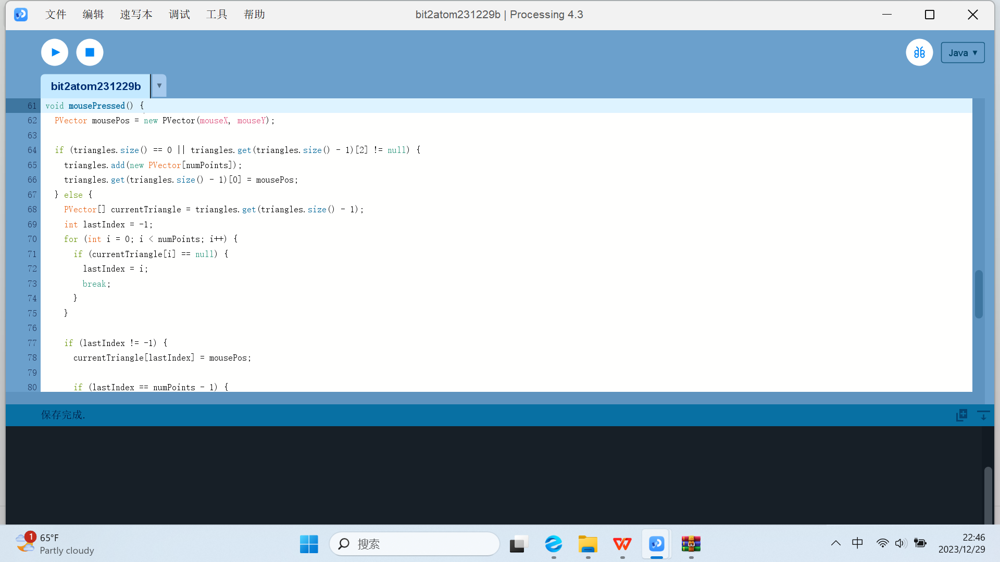 文件 编辑 速写本 调试 工具 帮助 bit2atom231229b | Processing 4.3
Java ▼
bit2atom231229b ▼
61 void mousePressed() {
62 PVector mousePos = new PVector(mouseX, mouseY);
63
64 if (triangles.size() == 0 || triangles.get(triangles.size() - 1)[2] != null) {
65 triangles.add(new PVector[numPoints]);
66 triangles.get(triangles.size() - 1)[0] = mousePos;
67 } else {
68 PVector[] currentTriangle = triangles.get(triangles.size() - 1);
69 int lastIndex = -1;
70 for (int i = 0; i < numPoints; i++) {
71 if (currentTriangle[i] == null) {
72 lastIndex = i;
73 break;
74 }
75 }
76
77 if (lastIndex != -1) {
78 currentTriangle[lastIndex] = mousePos;
79
80 if (lastIndex == numPoints - 1) {
保存完成.
1
65°F
Partly cloudy
搜索
中
22:46
2023/12/29